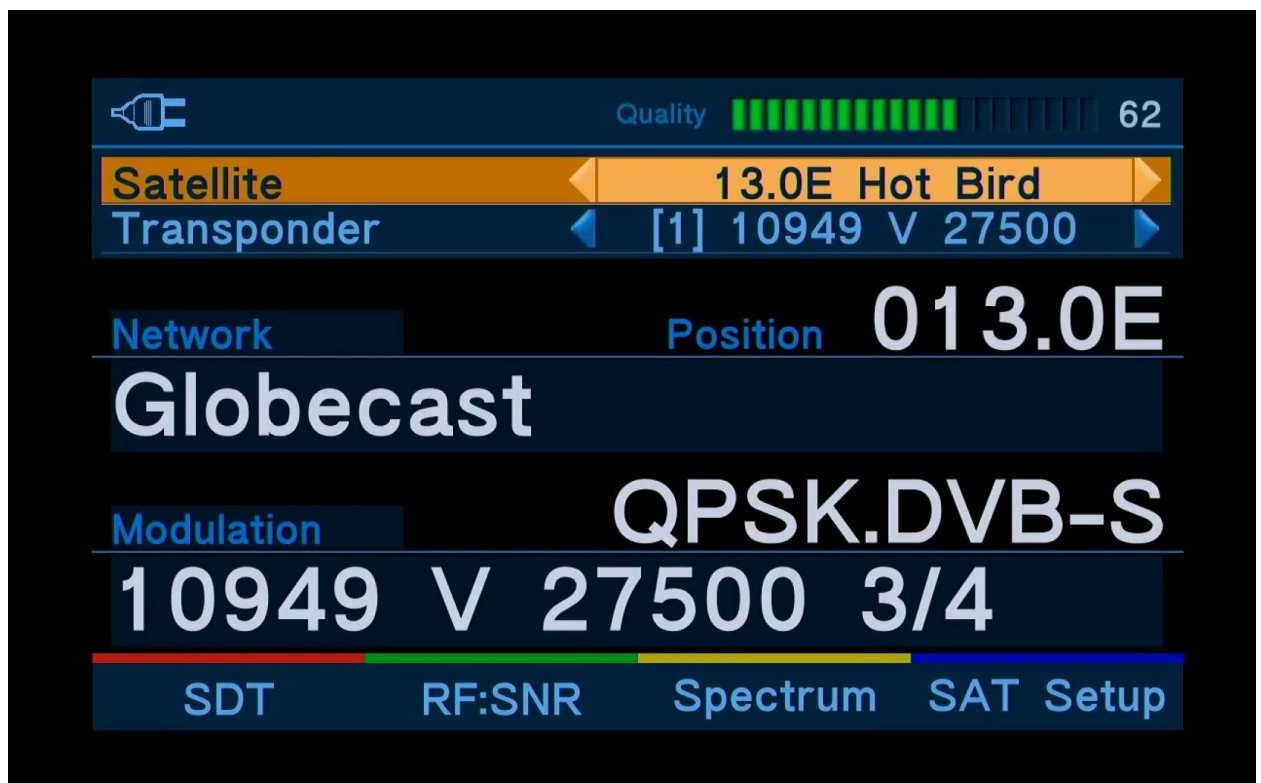 Quality 62
Satellite 13.0E Hot Bird
Transponder [1] 10949 V 27500
Network Position 013.0E
Globecast
Modulation QPSK.DVB-S
10949 V 27500 3/4
SDT RF:SNR Spectrum SAT Setup